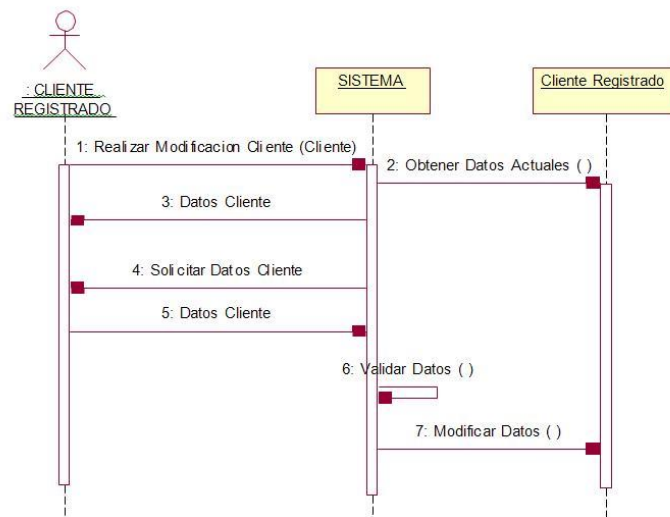 : CLIENTE
REGISTRADO
SISTEMA
Cliente Registrado
1: Realizar Modificacion Cliente (Cliente)
2: Obtener Datos Actuales ( )
3: Datos Cliente
4: Solicitar Datos Cliente
5: Datos Cliente
6: Validar Datos ( )
7: Modificar Datos ( )